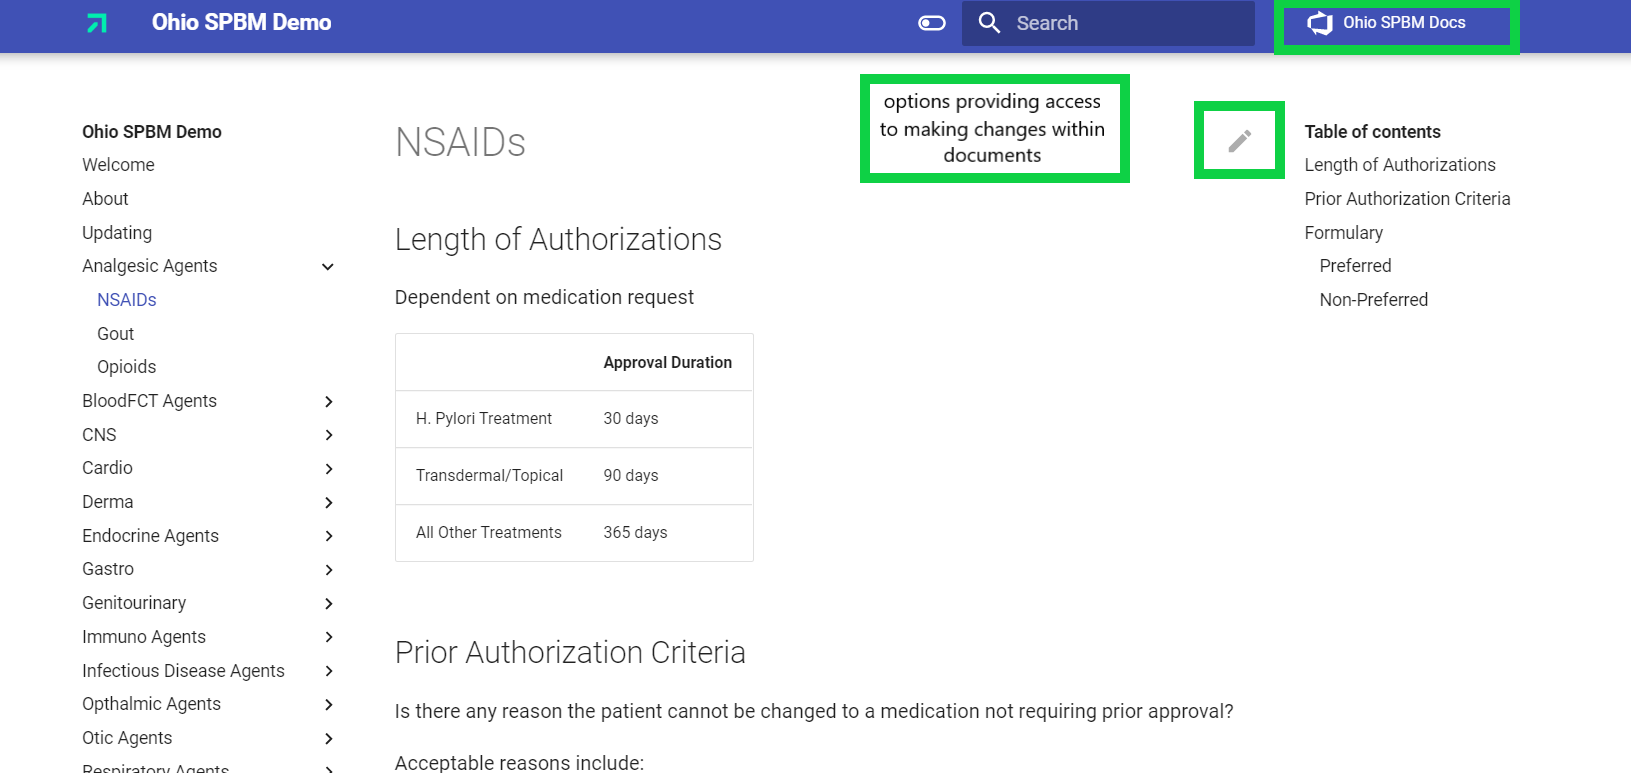 Ohio SPBM Demo
Search
Ohio SPBM Docs
options providing access
to making changes within
documents
Ohio SPBM Demo
Welcome
About
Updating
Analgesic Agents
NSAIDs
Gout
Opioids
BloodFCT Agents
CNS
Cardio
Derma
Endocrine Agents
Gastro
Genitourinary
Immuno Agents
Infectious Disease Agents
Opthalmic Agents
Otic Agents
Respiratory Agents
NSAIDs
Length of Authorizations
Dependent on medication request
Approval Duration
H. Pylori Treatment 30 days
Transdermal/Topical 90 days
All Other Treatments 365 days
Prior Authorization Criteria
Is there any reason the patient cannot be changed to a medication not requiring prior approval?
Acceptable reasons include:
Table of contents
Length of Authorizations
Prior Authorization Criteria
Formulary
Preferred
Non-Preferred